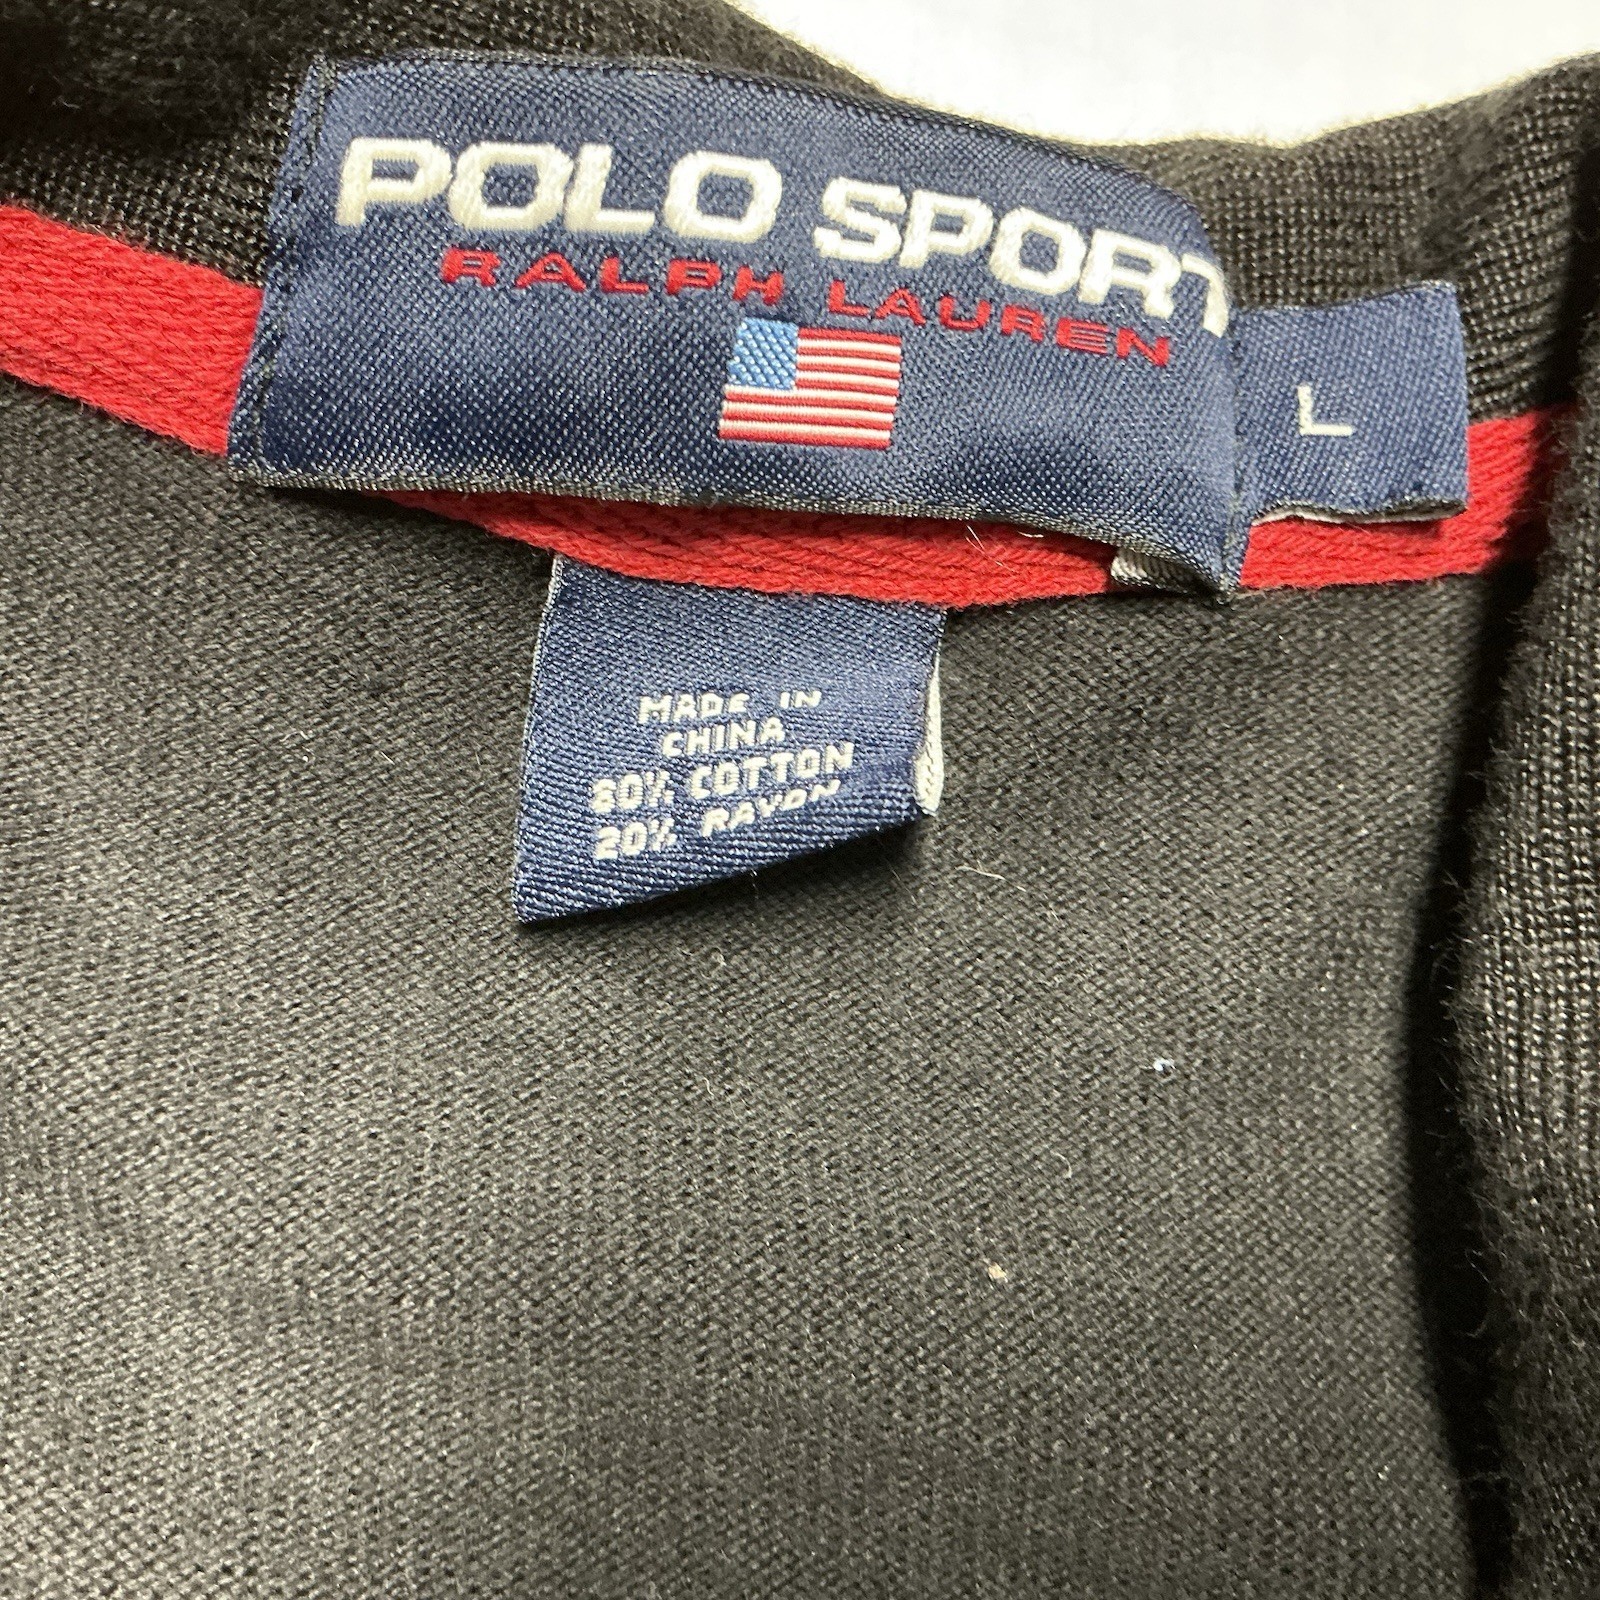 POLO SPORT
RALPH LAUREN
L
MADE IN
CHINA
80% COTTON
20% RAYON